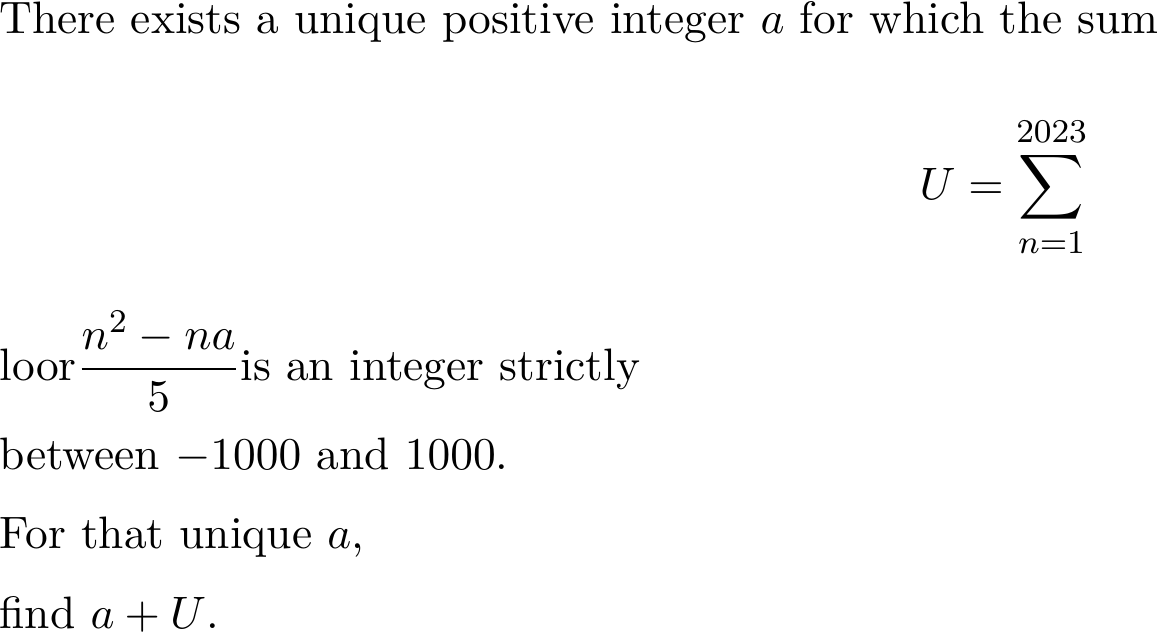 There exists a unique positive integer $a$ for which the sum
$$U = \sum_{n=1}^{2023}$$
loor $\dfrac{n^2 - na}{5}$ is an integer strictly
between $-1000$ and $1000$.
For that unique $a$,
find $a + U$.